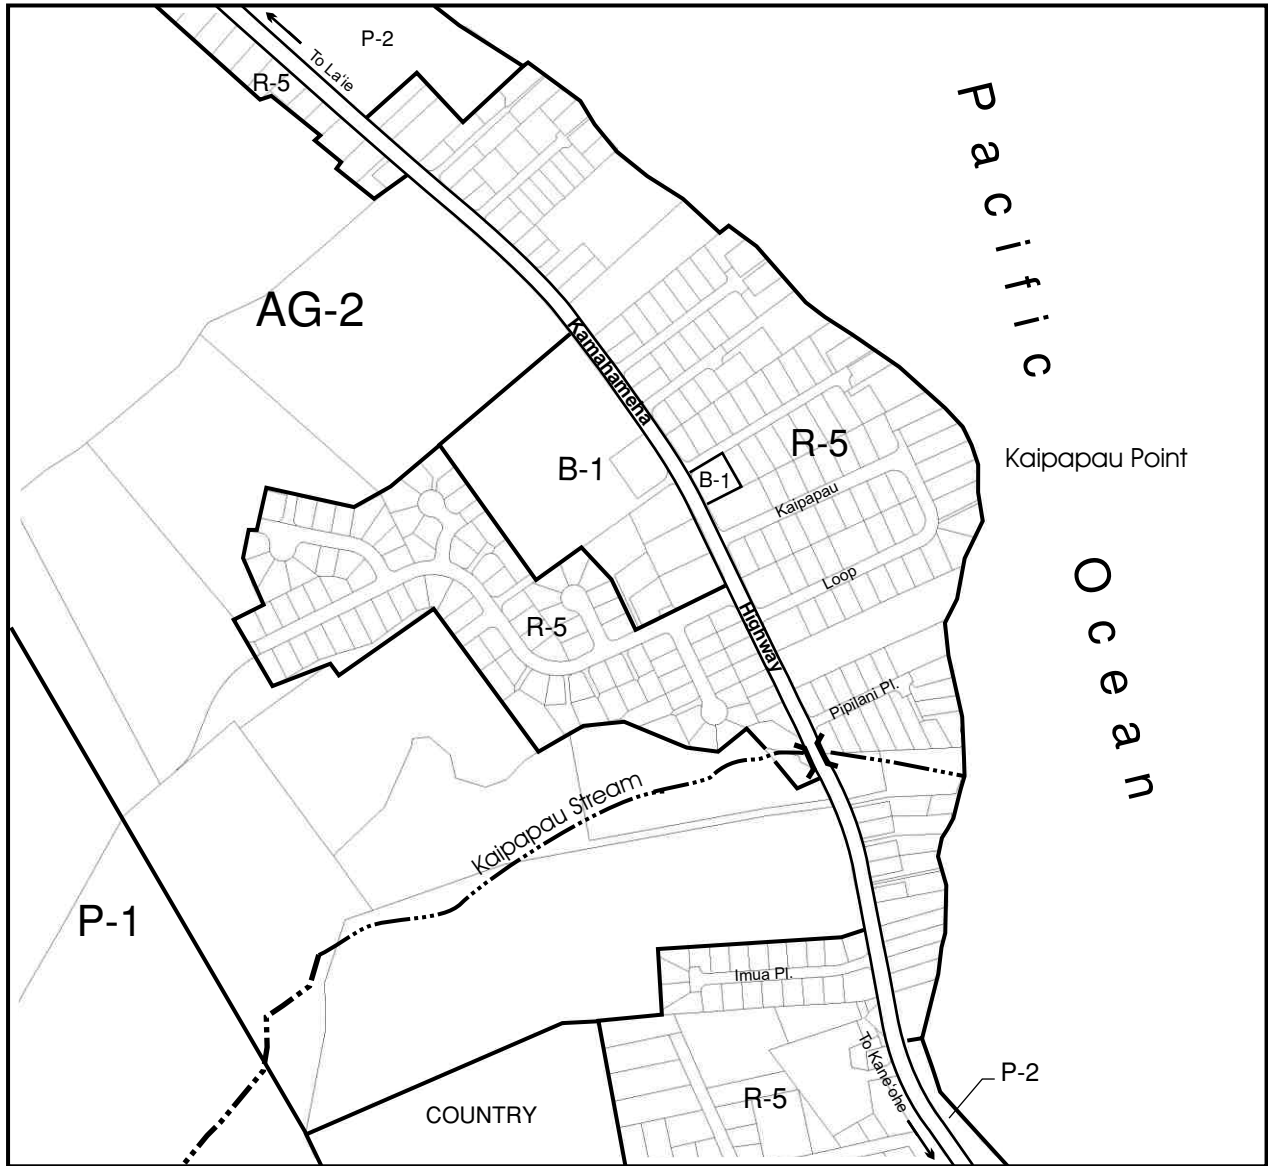 P-2
To La'ie
R-5
Pacific
AG-2
Kamahameha
R-5
Kaipapau Point
B-1
B-1
Kaipapau
Ocean
Loop
R-5
Highway
Pipilani Pl.
Kaipapau Stream
P-1
Imua Pl.
To Kane'ohe
P-2
R-5
COUNTRY